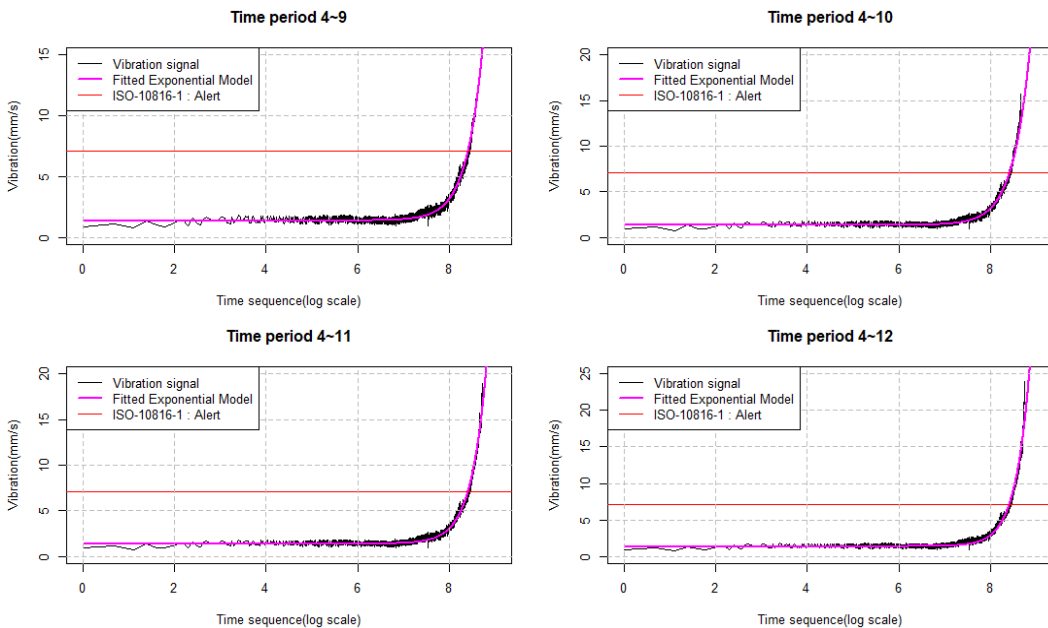 Time period 4~9
Vibration(mm/s)
15
10
5
0
Vibration signal
Fitted Exponential Model
ISO-10816-1 : Alert
0 2 4 6 8
Time sequence(log scale)
Time period 4~10
Vibration(mm/s)
20
15
10
5
0
Vibration signal
Fitted Exponential Model
ISO-10816-1 : Alert
0 2 4 6 8
Time sequence(log scale)
Time period 4~11
Vibration(mm/s)
20
15
10
5
0
Vibration signal
Fitted Exponential Model
ISO-10816-1 : Alert
0 2 4 6 8
Time sequence(log scale)
Time period 4~12
Vibration(mm/s)
25
20
15
10
5
0
Vibration signal
Fitted Exponential Model
ISO-10816-1 : Alert
0 2 4 6 8
Time sequence(log scale)